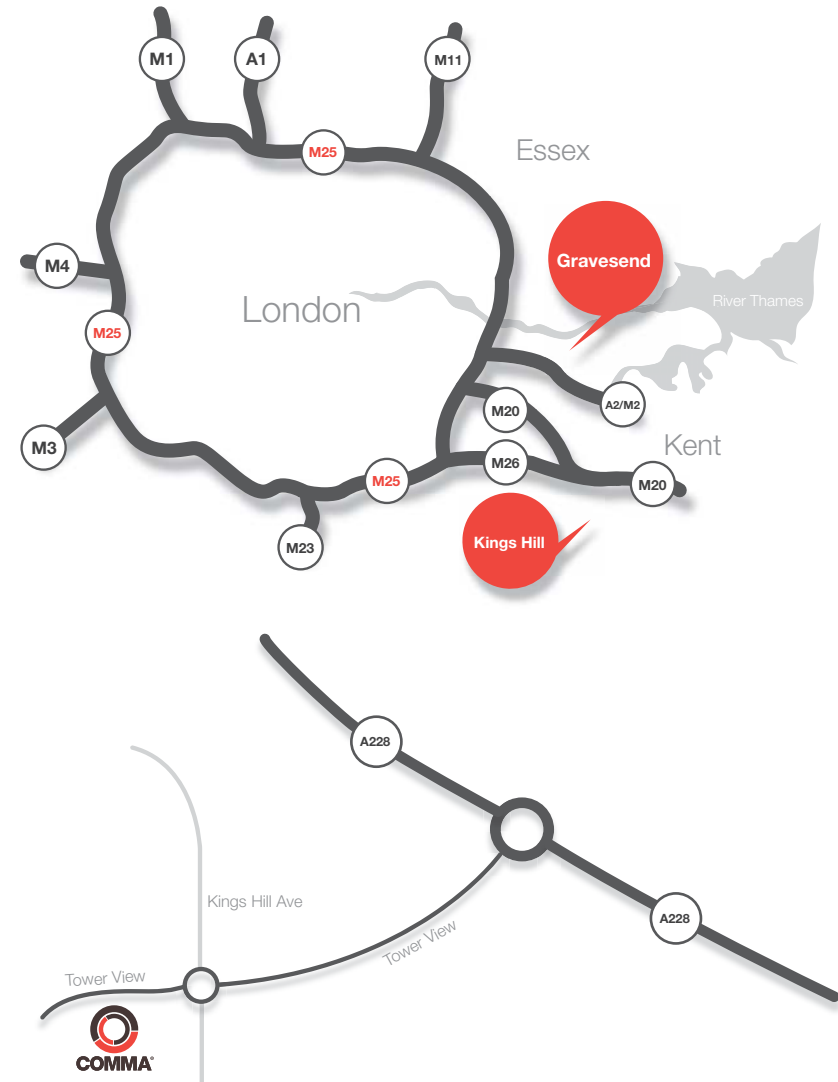 M1
A1
M11
M25
Essex
Gravesend
M4
London
River Thames
M25
A2/M2
M20
Kent
M3
M26
M25
M20
Kings Hill
M23
A228
Kings Hill Ave
A228
Tower View
Tower View
COMMA®